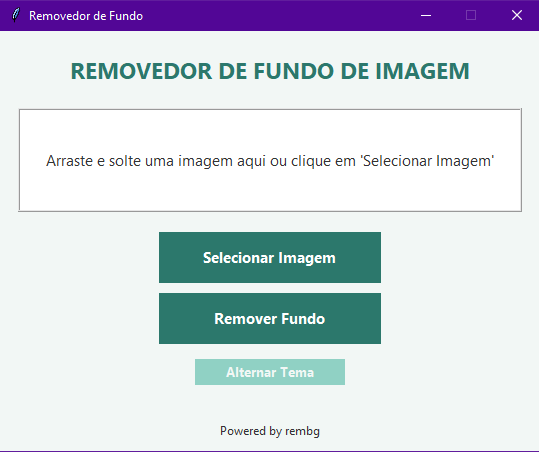 Removedor de Fundo
REMOVEDOR DE FUNDO DE IMAGEM
Arraste e solte uma imagem aqui ou clique em 'Selecionar Imagem'
Selecionar Imagem
Remover Fundo
Alternar Tema
Powered by rembg